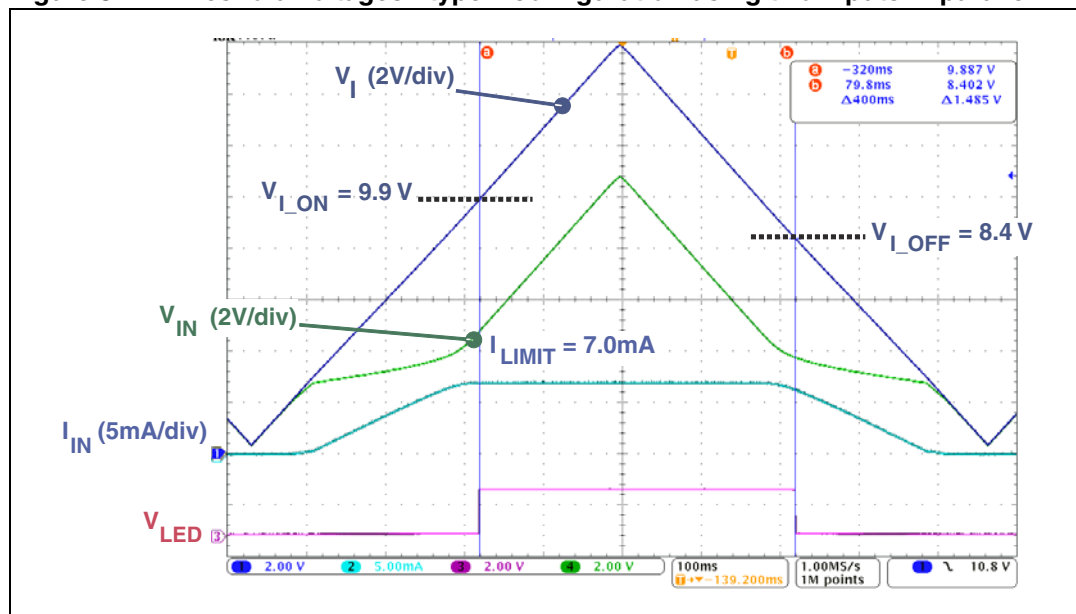 a b
a −320ms 9.887 V
b 79.8ms 8.402 V
Δ400ms Δ1.485 V
V_I (2V/div)
V_I_ON = 9.9 V
V_I_OFF = 8.4 V
V_IN (2V/div)
I_LIMIT = 7.0mA
I_IN (5mA/div)
1
V_LED
3
1 2.00 V 2 5.00mA 3 2.00 V 4 2.00 V
100ms
T→▼−139.200ms
1.00MS/s
1M points
1 10.8 V